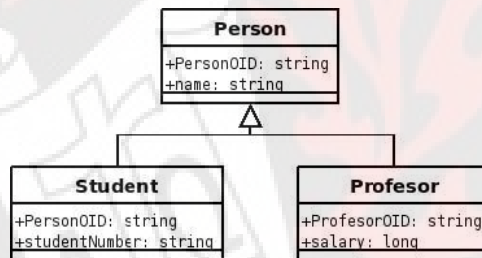 Person
+PersonOID: string
+name: string
Student
+PersonOID: string
+studentNumber: string
Profesor
+ProfesorOID: string
+salary: long